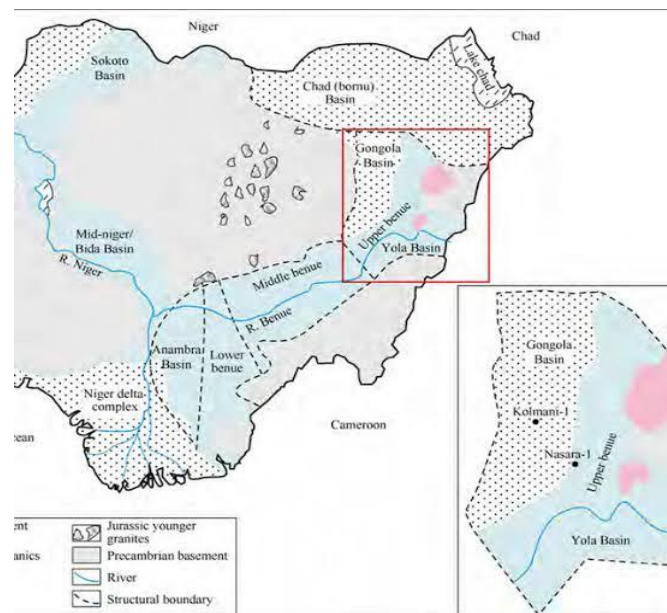 Niger
Chad
Sokoto
Basin
Lake chad
Chad (bornu)
Basin
Gongola
Basin
Mid-niger/
Bida Basin
R. Niger
Upper benue
Yola Basin
Middle benue
R. Benue
Anambra
Basin
Lower
benue
Niger delta
complex
Cameroon
cean
Gongola
Basin
Kolmani-1
Nasara-1
Upper benue
Yola Basin
ent
anics
Jurassic younger
granites
Precambrian basement
River
Structural boundary